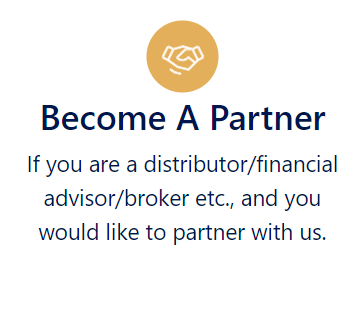 Become A Partner
If you are a distributor/financial
advisor/broker etc., and you
would like to partner with us.